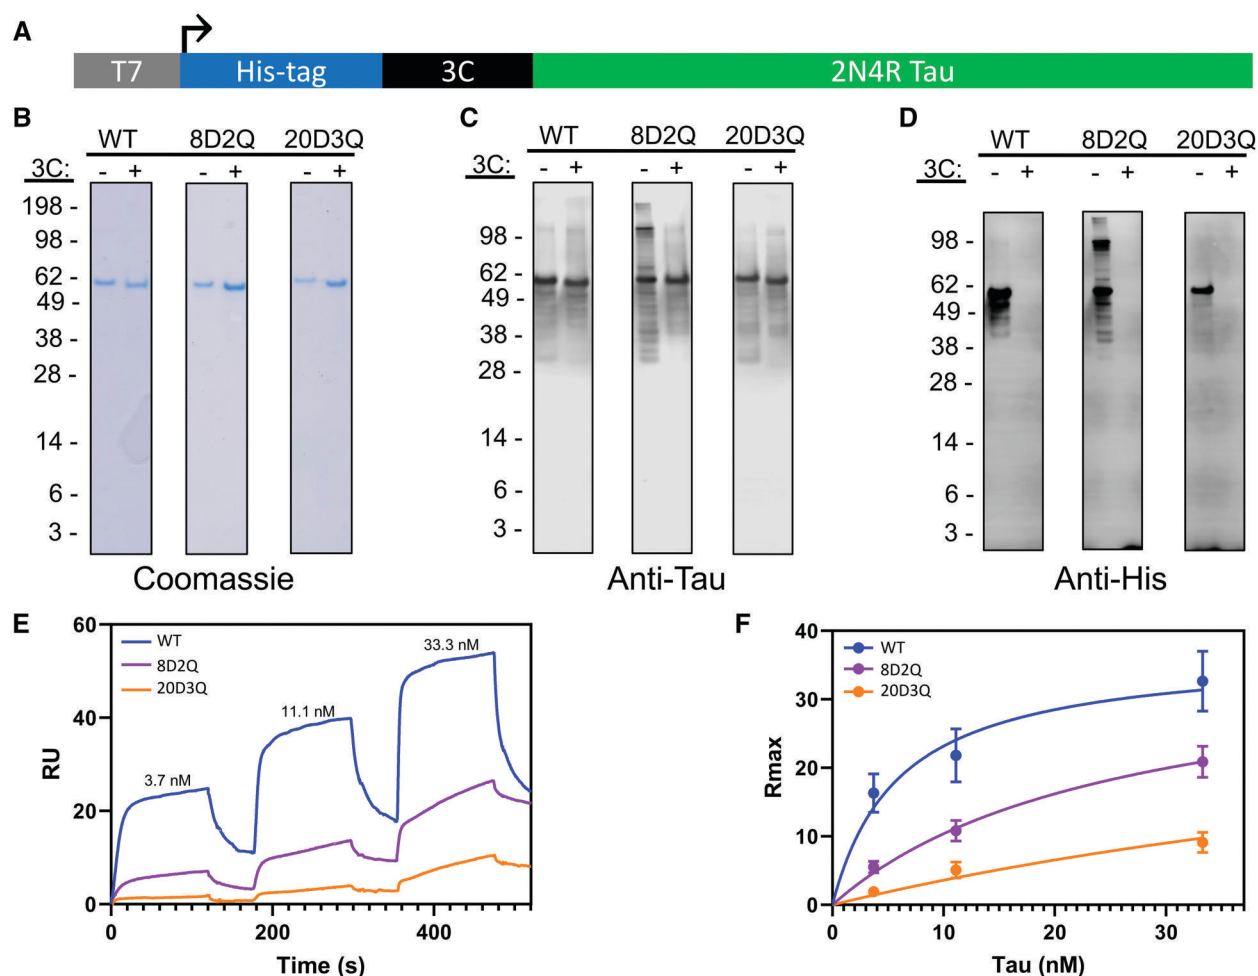 A
T7 His-tag 3C 2N4R Tau
B
WT 8D2Q 20D3Q
3C: - + - + - +
198 -
98 -
62 -
49 -
38 -
28 -
14 -
6 -
3 -
Coomassie
C
WT 8D2Q 20D3Q
3C: - + - + - +
98 -
62 -
49 -
38 -
28 -
14 -
6 -
3 -
Anti-Tau
D
WT 8D2Q 20D3Q
3C: - + - + - +
98 -
62 -
49 -
38 -
28 -
14 -
6 -
3 -
Anti-His
E
60
40
20
0
RU
WT
8D2Q
20D3Q
3.7 nM
11.1 nM
33.3 nM
0 200 400
Time (s)
F
40
30
20
10
0
Rmax
WT
8D2Q
20D3Q
0 10 20 30
Tau (nM)